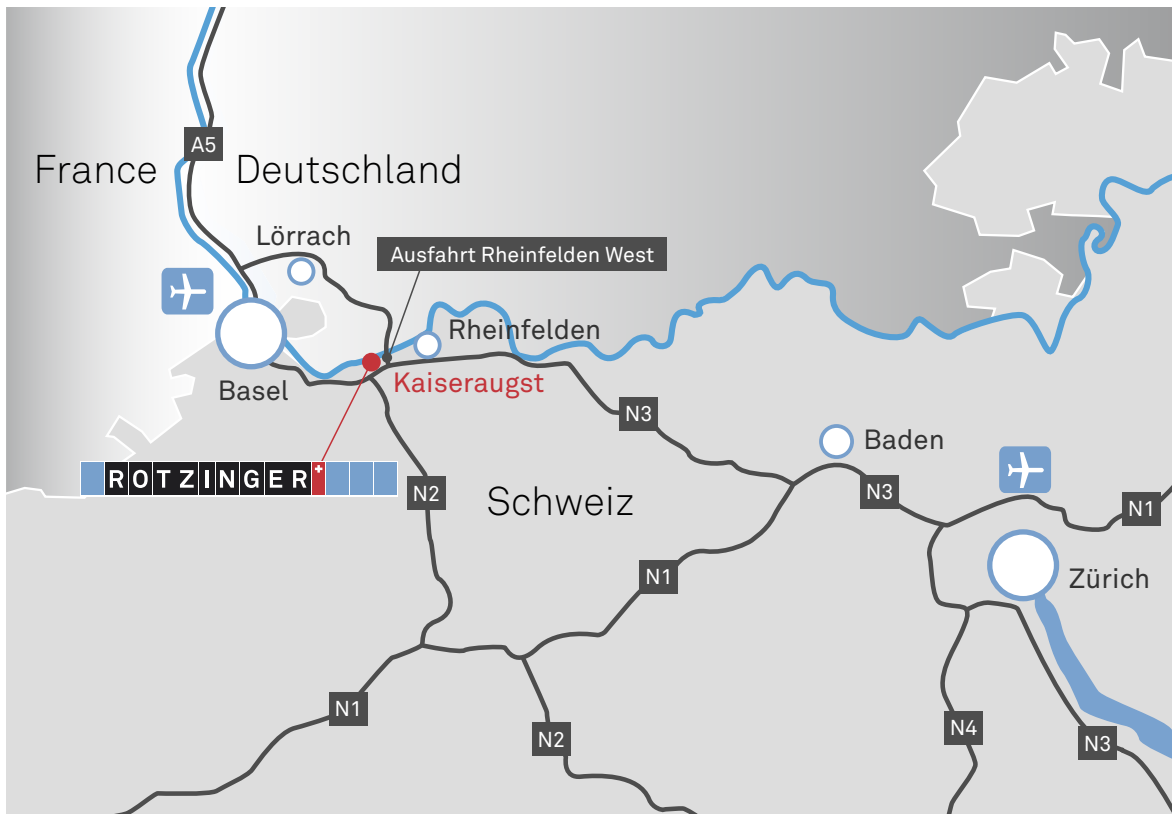 A5
France
Deutschland
Lörrach
Ausfahrt Rheinfelden West
Rheinfelden
Basel
Kaiseraugst
N3
Baden
ROTZINGER+
N2
Schweiz
N3
N1
N1
Zürich
N1
N2
N4
N3